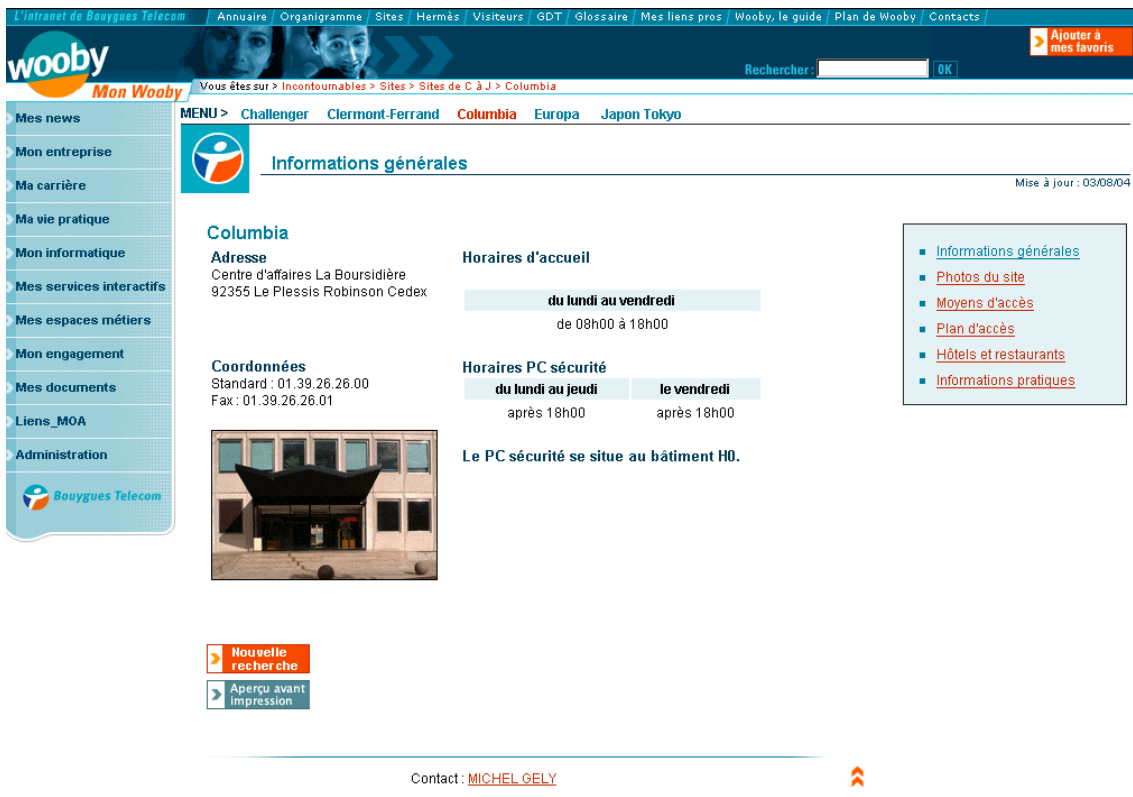 L'intranet de Bouygues Telecom
Annuaire / Organigramme / Sites / Hermès / Visiteurs / GDT / Glossaire / Mes liens pros / Wooby, le guide / Plan de Wooby / Contacts /
Ajouter à
mes favoris
wooby
Rechercher : OK
Mon Wooby
Vous êtes sur > Incontournables > Sites > Sites de C à J > Columbia
MENU > Challenger Clermont-Ferrand Columbia Europa Japon Tokyo
Mes news
Mon entreprise
Ma carrière
Ma vie pratique
Mon informatique
Mes services interactifs
Mes espaces métiers
Mon engagement
Mes documents
Liens_MOA
Administration
Bouygues Telecom
Informations générales
Mise à jour : 03/08/04
Columbia
Adresse
Centre d'affaires La Boursidière
92355 Le Plessis Robinson Cedex
Horaires d'accueil
du lundi au vendredi
de 08h00 à 18h00
Coordonnées
Standard : 01.39.26.26.00
Fax : 01.39.26.26.01
Horaires PC sécurité
du lundi au jeudi le vendredi
après 18h00 après 18h00
Le PC sécurité se situe au bâtiment H0.
Informations générales
Photos du site
Moyens d'accès
Plan d'accès
Hôtels et restaurants
Informations pratiques
Nouvelle
recherche
Aperçu avant
impression
Contact : MICHEL GELY